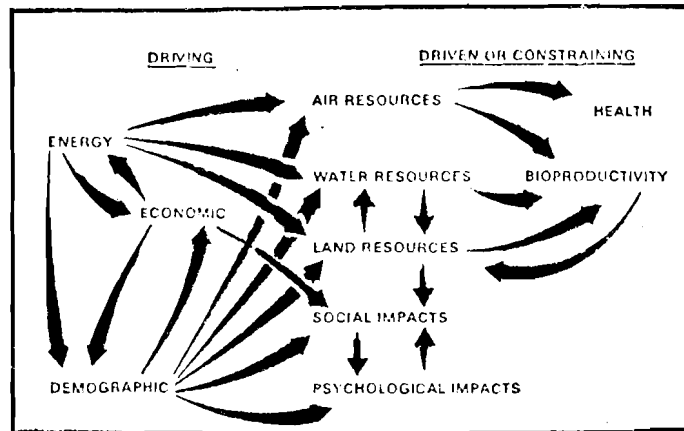 DRIVING
DRIVEN OR CONSTRAINING
AIR RESOURCES
HEALTH
ENERGY
WATER RESOURCES
BIOPRODUCTIVITY
ECONOMIC
LAND RESOURCES
SOCIAL IMPACTS
DEMOGRAPHIC
PSYCHOLOGICAL IMPACTS